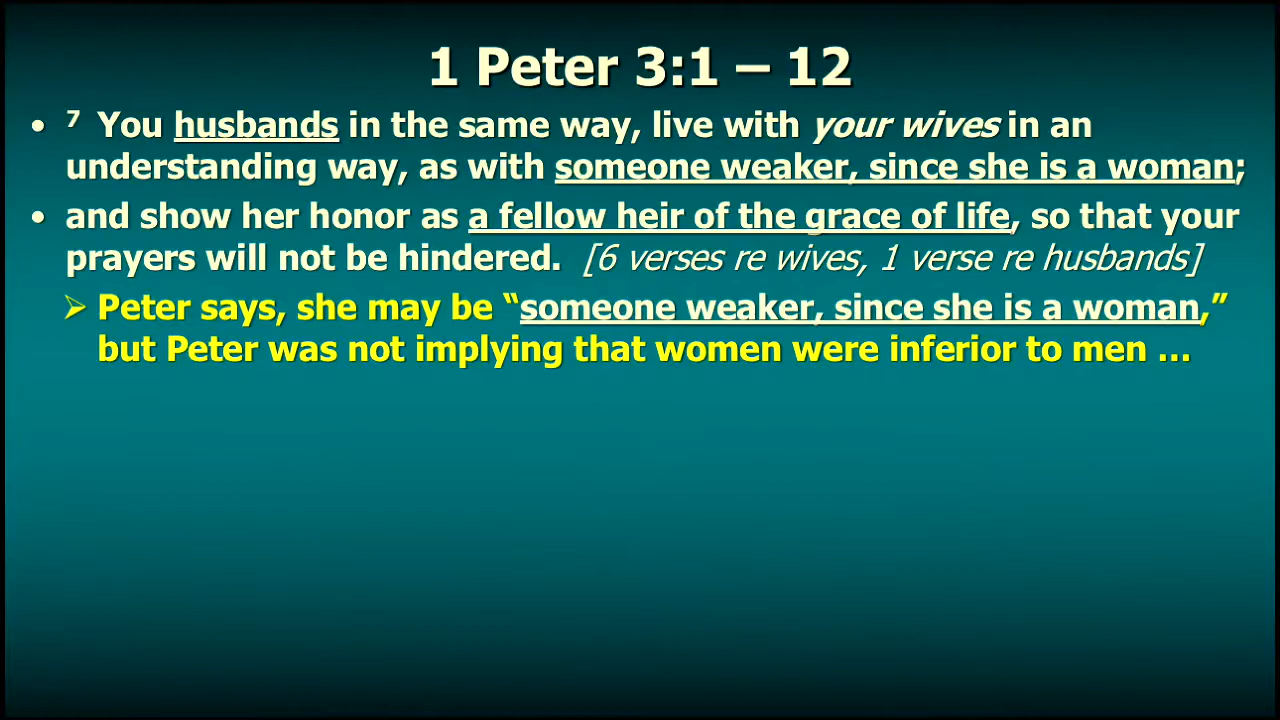 1 Peter 3:1 – 12
• ⁷ You husbands in the same way, live with your wives in an
understanding way, as with someone weaker, since she is a woman;
• and show her honor as a fellow heir of the grace of life, so that your
prayers will not be hindered. [6 verses re wives, 1 verse re husbands]
➢ Peter says, she may be “someone weaker, since she is a woman,”
but Peter was not implying that women were inferior to men …